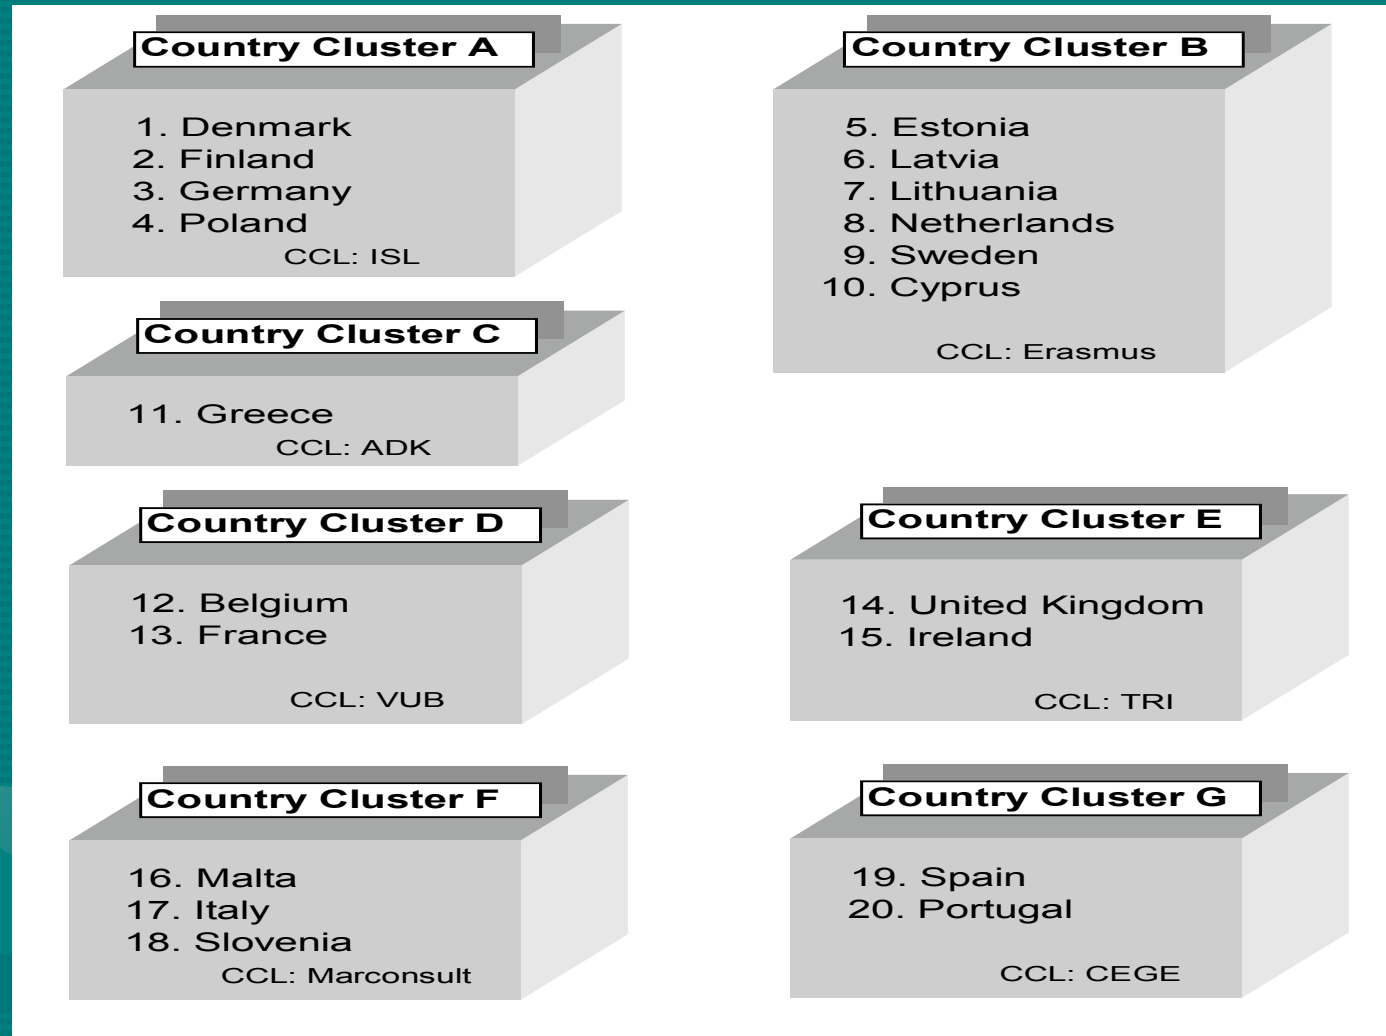 Country Cluster A
1. Denmark
2. Finland
3. Germany
4. Poland
CCL: ISL
Country Cluster B
5. Estonia
6. Latvia
7. Lithuania
8. Netherlands
9. Sweden
10. Cyprus
CCL: Erasmus
Country Cluster C
11. Greece
CCL: ADK
Country Cluster D
12. Belgium
13. France
CCL: VUB
Country Cluster E
14. United Kingdom
15. Ireland
CCL: TRI
Country Cluster F
16. Malta
17. Italy
18. Slovenia
CCL: Marconsult
Country Cluster G
19. Spain
20. Portugal
CCL: CEGE